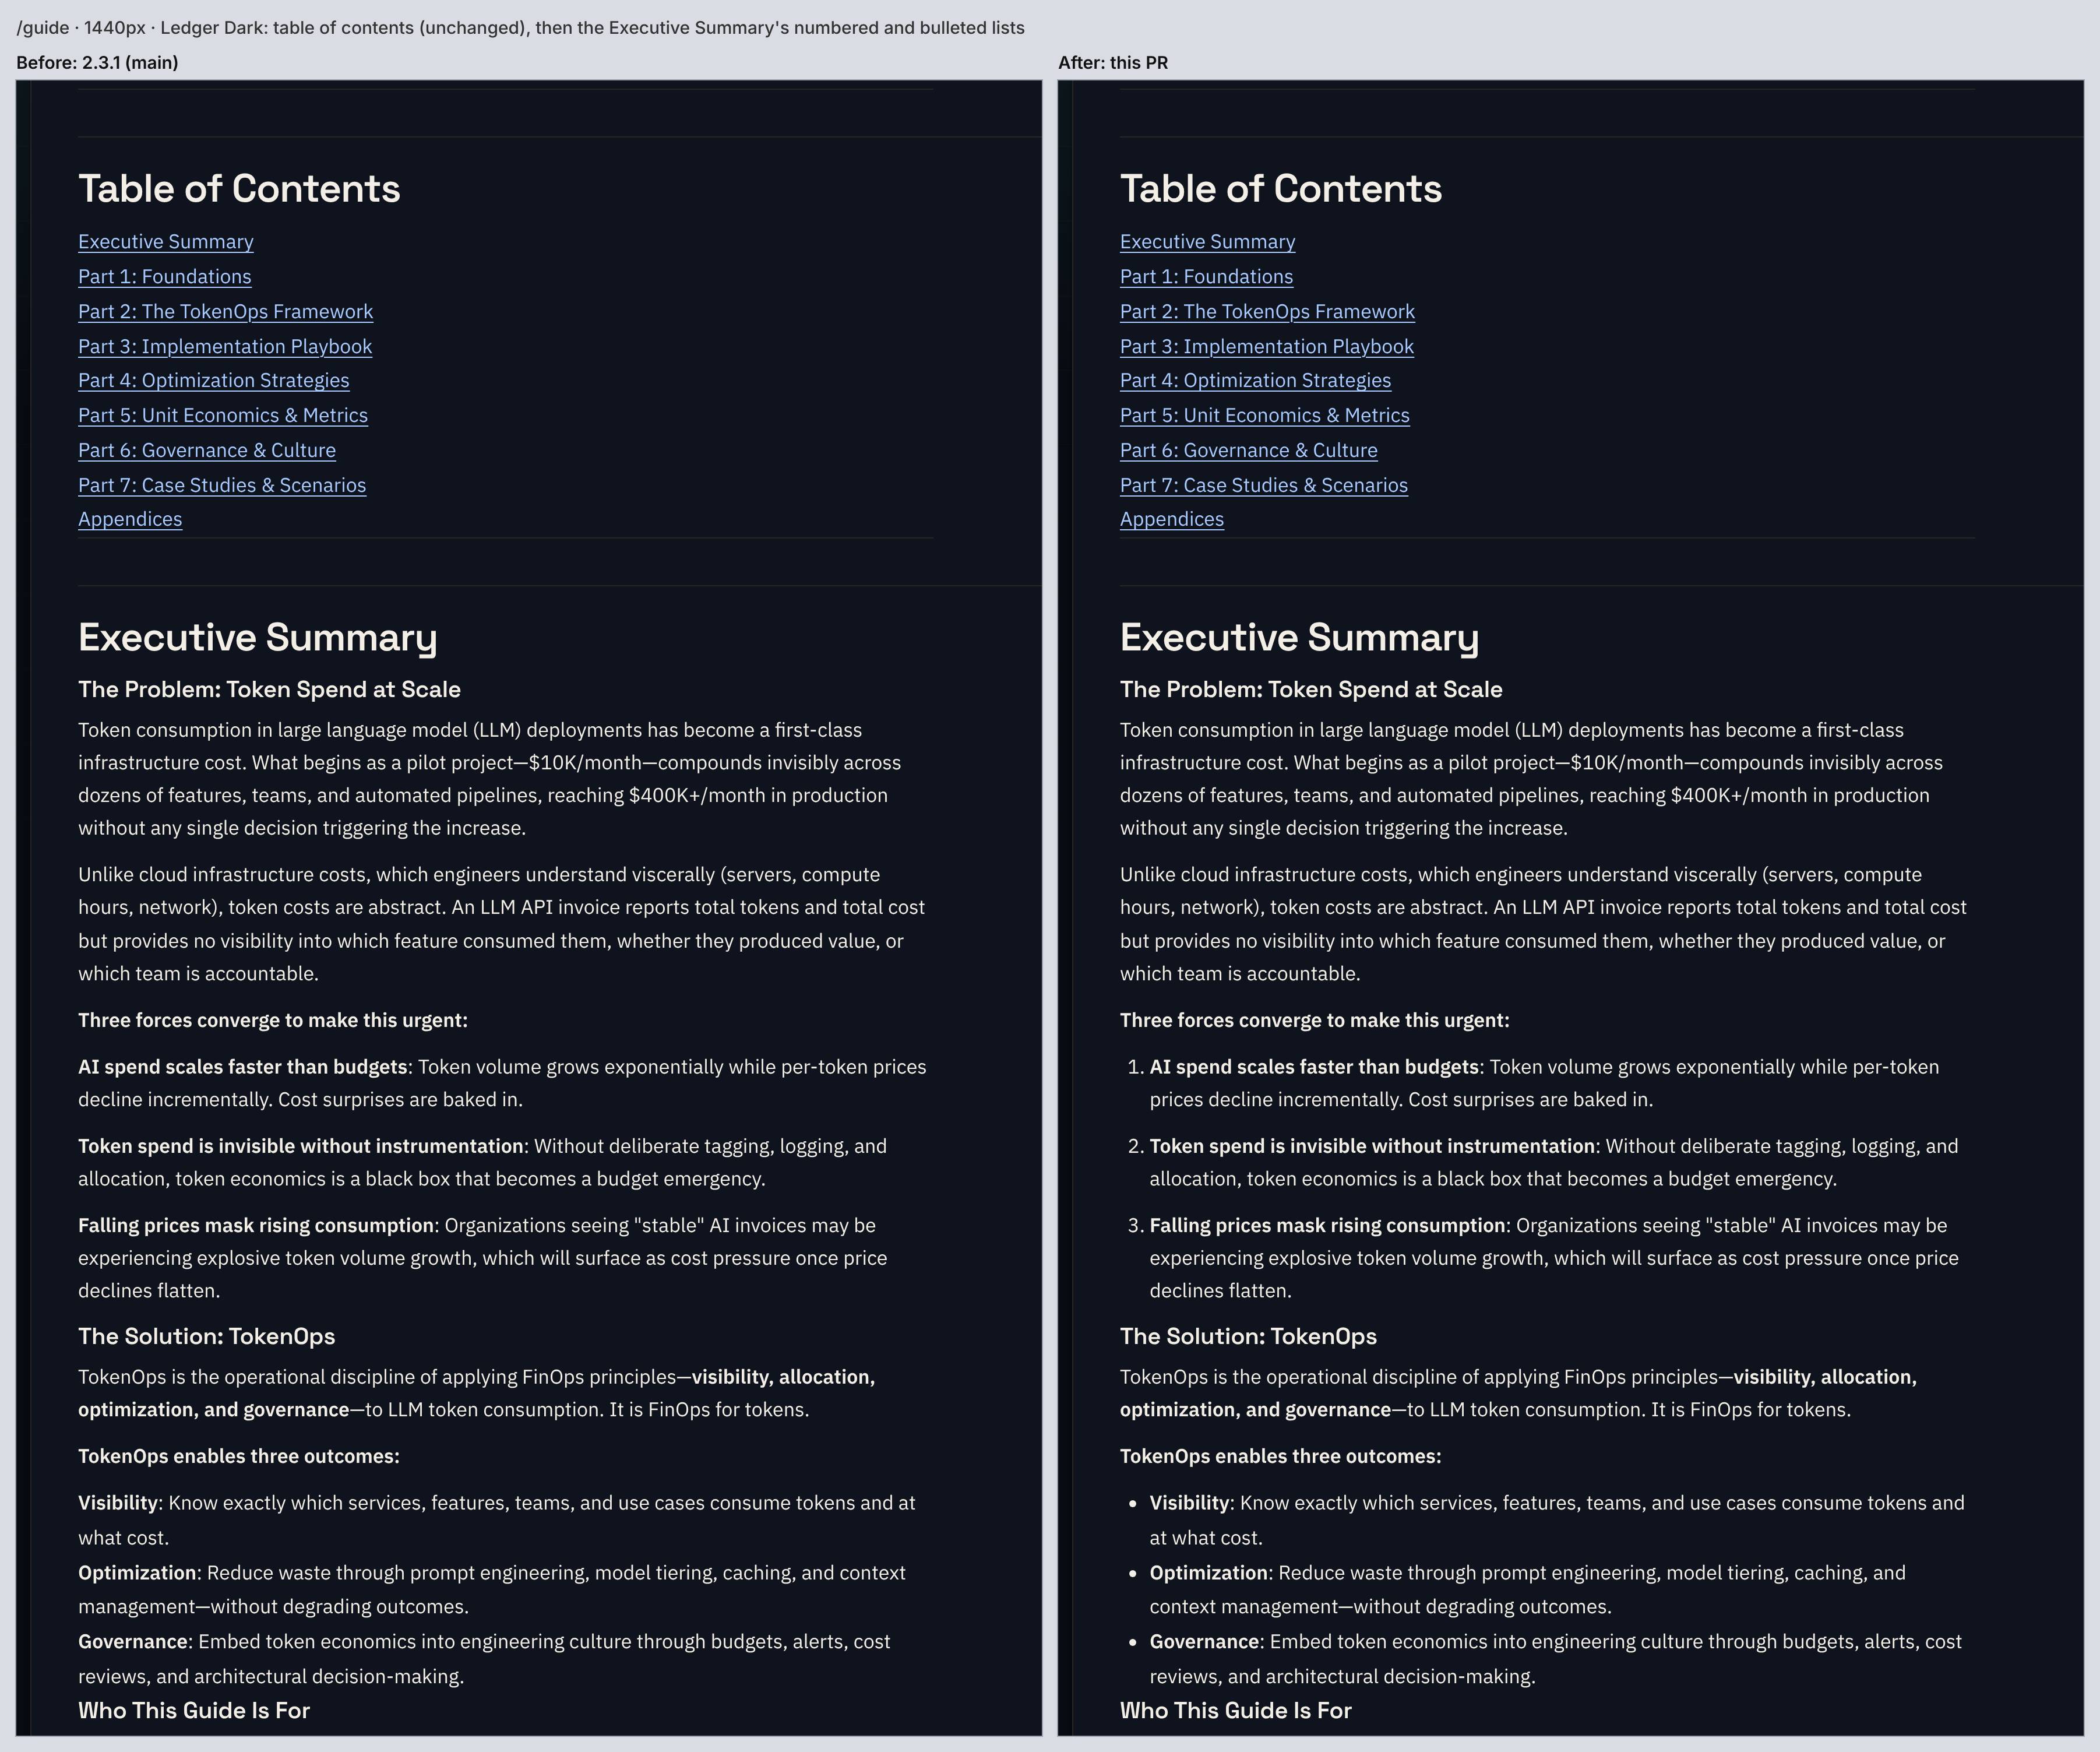 /guide · 1440px · Ledger Dark: table of contents (unchanged), then the Executive Summary's numbered and bulleted lists
Before: 2.3.1 (main)
Table of Contents
Executive Summary
Part 1: Foundations
Part 2: The TokenOps Framework
Part 3: Implementation Playbook
Part 4: Optimization Strategies
Part 5: Unit Economics & Metrics
Part 6: Governance & Culture
Part 7: Case Studies & Scenarios
Appendices
Executive Summary
The Problem: Token Spend at Scale
Token consumption in large language model (LLM) deployments has become a first-class
infrastructure cost. What begins as a pilot project—$10K/month—compounds invisibly across
dozens of features, teams, and automated pipelines, reaching $400K+/month in production
without any single decision triggering the increase.
Unlike cloud infrastructure costs, which engineers understand viscerally (servers, compute
hours, network), token costs are abstract. An LLM API invoice reports total tokens and total cost
but provides no visibility into which feature consumed them, whether they produced value, or
which team is accountable.
Three forces converge to make this urgent:
AI spend scales faster than budgets: Token volume grows exponentially while per-token prices
decline incrementally. Cost surprises are baked in.
Token spend is invisible without instrumentation: Without deliberate tagging, logging, and
allocation, token economics is a black box that becomes a budget emergency.
Falling prices mask rising consumption: Organizations seeing "stable" AI invoices may be
experiencing explosive token volume growth, which will surface as cost pressure once price
declines flatten.
The Solution: TokenOps
TokenOps is the operational discipline of applying FinOps principles—visibility, allocation,
optimization, and governance—to LLM token consumption. It is FinOps for tokens.
TokenOps enables three outcomes:
Visibility: Know exactly which services, features, teams, and use cases consume tokens and at
what cost.
Optimization: Reduce waste through prompt engineering, model tiering, caching, and context
management—without degrading outcomes.
Governance: Embed token economics into engineering culture through budgets, alerts, cost
reviews, and architectural decision-making.
Who This Guide Is For
After: this PR
Table of Contents
Executive Summary
Part 1: Foundations
Part 2: The TokenOps Framework
Part 3: Implementation Playbook
Part 4: Optimization Strategies
Part 5: Unit Economics & Metrics
Part 6: Governance & Culture
Part 7: Case Studies & Scenarios
Appendices
Executive Summary
The Problem: Token Spend at Scale
Token consumption in large language model (LLM) deployments has become a first-class
infrastructure cost. What begins as a pilot project—$10K/month—compounds invisibly across
dozens of features, teams, and automated pipelines, reaching $400K+/month in production
without any single decision triggering the increase.
Unlike cloud infrastructure costs, which engineers understand viscerally (servers, compute
hours, network), token costs are abstract. An LLM API invoice reports total tokens and total cost
but provides no visibility into which feature consumed them, whether they produced value, or
which team is accountable.
Three forces converge to make this urgent:
1. AI spend scales faster than budgets: Token volume grows exponentially while per-token
prices decline incrementally. Cost surprises are baked in.
2. Token spend is invisible without instrumentation: Without deliberate tagging, logging, and
allocation, token economics is a black box that becomes a budget emergency.
3. Falling prices mask rising consumption: Organizations seeing "stable" AI invoices may be
experiencing explosive token volume growth, which will surface as cost pressure once price
declines flatten.
The Solution: TokenOps
TokenOps is the operational discipline of applying FinOps principles—visibility, allocation,
optimization, and governance—to LLM token consumption. It is FinOps for tokens.
TokenOps enables three outcomes:
• Visibility: Know exactly which services, features, teams, and use cases consume tokens and
at what cost.
• Optimization: Reduce waste through prompt engineering, model tiering, caching, and
context management—without degrading outcomes.
• Governance: Embed token economics into engineering culture through budgets, alerts, cost
reviews, and architectural decision-making.
Who This Guide Is For